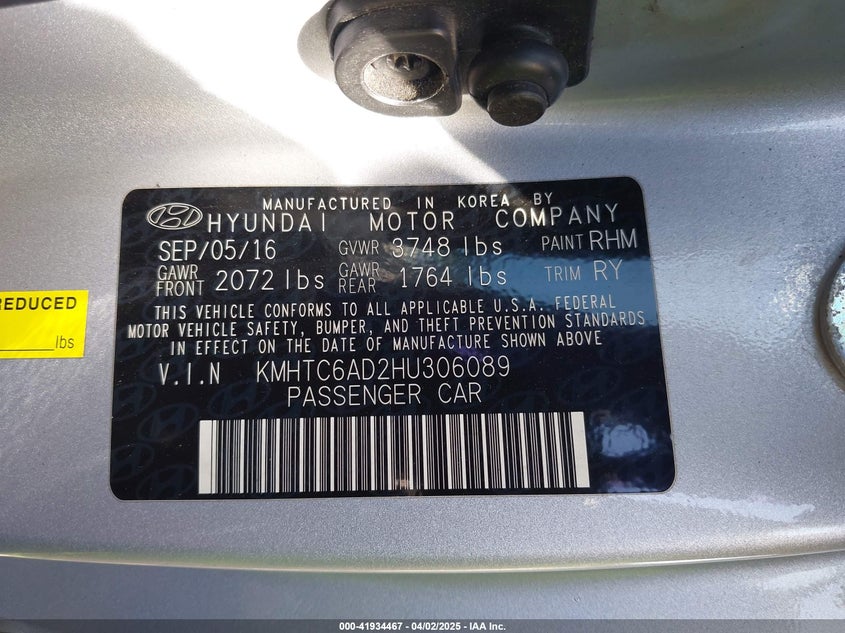 MANUFACTURED IN KOREA BY
HYUNDAI MOTOR COMPANY
SEP/05/16 GVWR 3748 lbs PAINT RHM
GAWR FRONT 2072 lbs GAWR REAR 1764 lbs TRIM RY
THIS VEHICLE CONFORMS TO ALL APPLICABLE U.S.A. FEDERAL
MOTOR VEHICLE SAFETY, BUMPER, AND THEFT PREVENTION STANDARDS
IN EFFECT ON THE DATE OF MANUFACTURE SHOWN ABOVE
V.I.N KMHTC6AD2HU306089
PASSENGER CAR
REDUCED
lbs
000-41934467 - 04/02/2025 - IAA Inc.